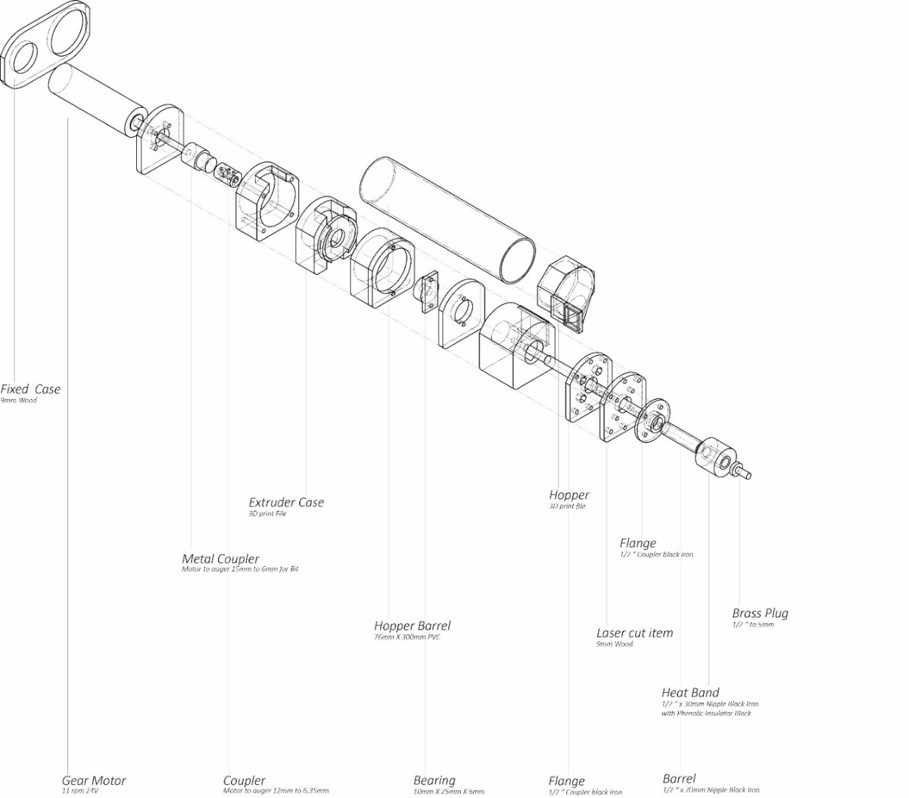 Fixed Case
9mm Wood
Extruder Case
3D print File
Hopper
3D print file
Flange
1/2 " Coupler black iron
Metal Coupler
Motor to auger 15mm to 6mm for Bit
Brass Plug
1/2 " to 5mm
Hopper Barrel
76mm X 300mm PVC
Laser cut item
9mm Wood
Heat Band
1/2 " x 30mm Nipple Black Iron
with Phenolic Insulator Black
Gear Motor
11 rpm 24V
Coupler
Motor to auger 12mm to 6.35mm
Bearing
10mm X 25mm X 6mm
Flange
1/2 " Coupler black iron
Barrel
1/2 " x 70mm Nipple Black Iron